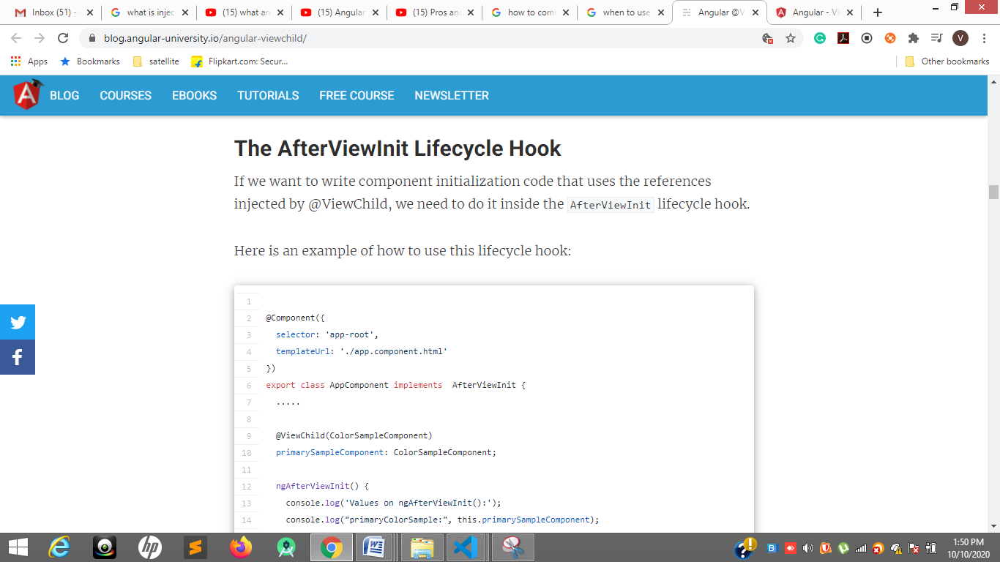 Inbox (51) -
what is injec
(15) what are
(15) Angular
(15) Pros and
how to com
when to use
Angular @V
Angular - Vi
blog.angular-university.io/angular-viewchild/
V
Apps
Bookmarks
satellite
Flipkart.com: Secur...
Other bookmarks
A
BLOG
COURSES
EBOOKS
TUTORIALS
FREE COURSE
NEWSLETTER
The AfterViewInit Lifecycle Hook
If we want to write component initialization code that uses the references
injected by @ViewChild, we need to do it inside the AfterViewInit lifecycle hook.
Here is an example of how to use this lifecycle hook:
1
2 @Component({
3 selector: 'app-root',
4 templateUrl: './app.component.html'
5 })
6 export class AppComponent implements  AfterViewInit {
7 .....
8
9 @ViewChild(ColorSampleComponent)
10 primarySampleComponent: ColorSampleComponent;
11
12 ngAfterViewInit() {
13 console.log('Values on ngAfterViewInit():');
14 console.log("primaryColorSample:", this.primarySampleComponent);
1:50 PM
10/10/2020